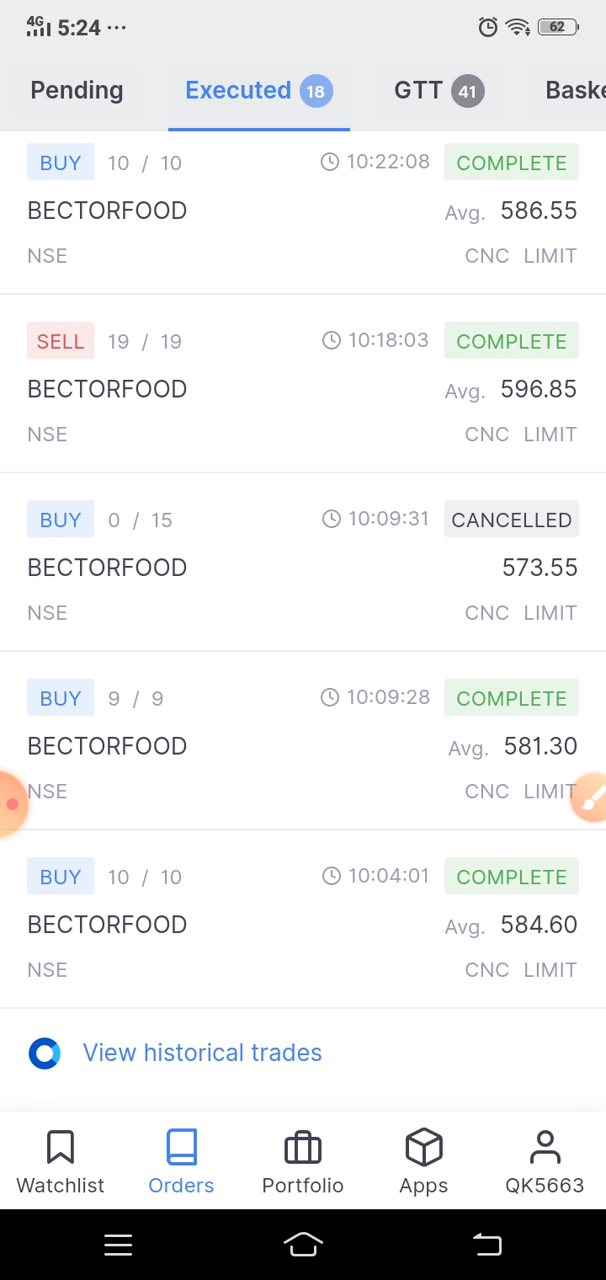 4G 5:24 ... 62
Pending Executed 18 GTT 41 Baske
BUY 10 / 10 10:22:08 COMPLETE
BECTORFOOD Avg. 586.55
NSE CNC LIMIT
SELL 19 / 19 10:18:03 COMPLETE
BECTORFOOD Avg. 596.85
NSE CNC LIMIT
BUY 0 / 15 10:09:31 CANCELLED
BECTORFOOD 573.55
NSE CNC LIMIT
BUY 9 / 9 10:09:28 COMPLETE
BECTORFOOD Avg. 581.30
NSE CNC LIMIT
BUY 10 / 10 10:04:01 COMPLETE
BECTORFOOD Avg. 584.60
NSE CNC LIMIT
View historical trades
Watchlist Orders Portfolio Apps QK5663